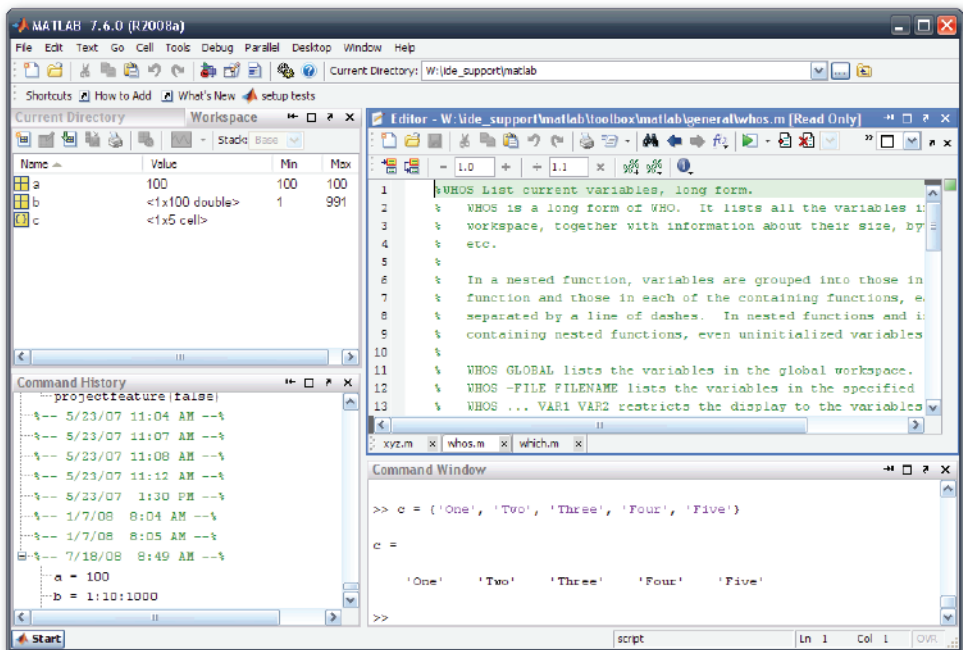 MATLAB 7.6.0 (R2008a)
File Edit Text Go Cell Tools Debug Parallel Desktop Window Help
Current Directory: W:\ide_support\matlab
Shortcuts How to Add What's New setup tests
Current Directory Workspace
Stack: Base
Name Value Min Max
a 100 100 100
b <1x100 double> 1 991
c <1x5 cell>
Command History
projectfeature(false)
%-- 5/23/07 11:04 AM --%
%-- 5/23/07 11:07 AM --%
%-- 5/23/07 11:08 AM --%
%-- 5/23/07 11:12 AM --%
%-- 5/23/07 1:30 PM --%
%-- 1/7/08 8:04 AM --%
%-- 1/7/08 8:05 AM --%
%-- 7/18/08 8:49 AM --%
a = 100
b = 1:10:1000
Editor - W:\ide_support\matlab\toolbox\matlab\general\whos.m [Read Only]
- 1.0 + ÷ 1.1 ×
1 %WHOS List current variables, long form.
2 % WHOS is a long form of WHO. It lists all the variables i
3 % workspace, together with information about their size, by
4 % etc.
5 %
6 % In a nested function, variables are grouped into those in
7 % function and those in each of the containing functions, e
8 % separated by a line of dashes. In nested functions and i
9 % containing nested functions, even uninitialized variables
10 %
11 % WHOS GLOBAL lists the variables in the global workspace.
12 % WHOS -FILE FILENAME lists the variables in the specified
13 % WHOS ... VAR1 VAR2 restricts the display to the variables
xyz.m whos.m which.m
Command Window
>> c = {'One', 'Two', 'Three', 'Four', 'Five'}
c =
'One' 'Two' 'Three' 'Four' 'Five'
>>
Start script Ln 1 Col 1 OVR